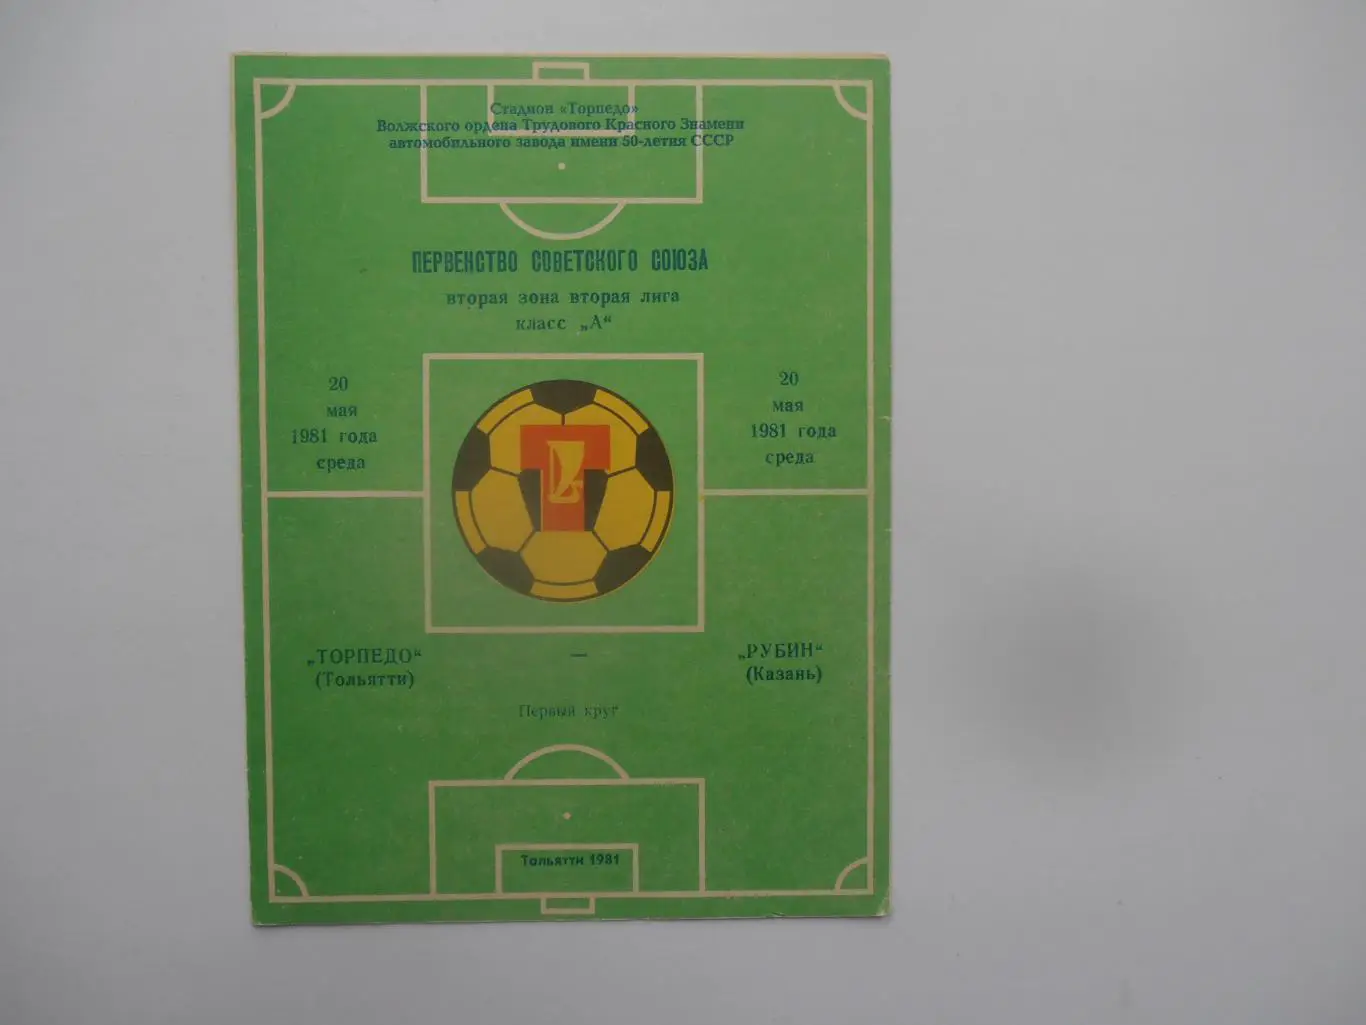 Стадион «Торпедо»
Волжского ордена Трудового Красного Знамени
автомобильного завода имени 50-летия СССР
ПЕРВЕНСТВО СОВЕТСКОГО СОЮЗА
вторая зона вторая лига
класс „А“
20
мая
1981 года
среда
20
мая
1981 года
среда
„ТОРПЕДО“ — „РУБИН“
(Тольятти) (Казань)
Первый круг
Тольятти 1981